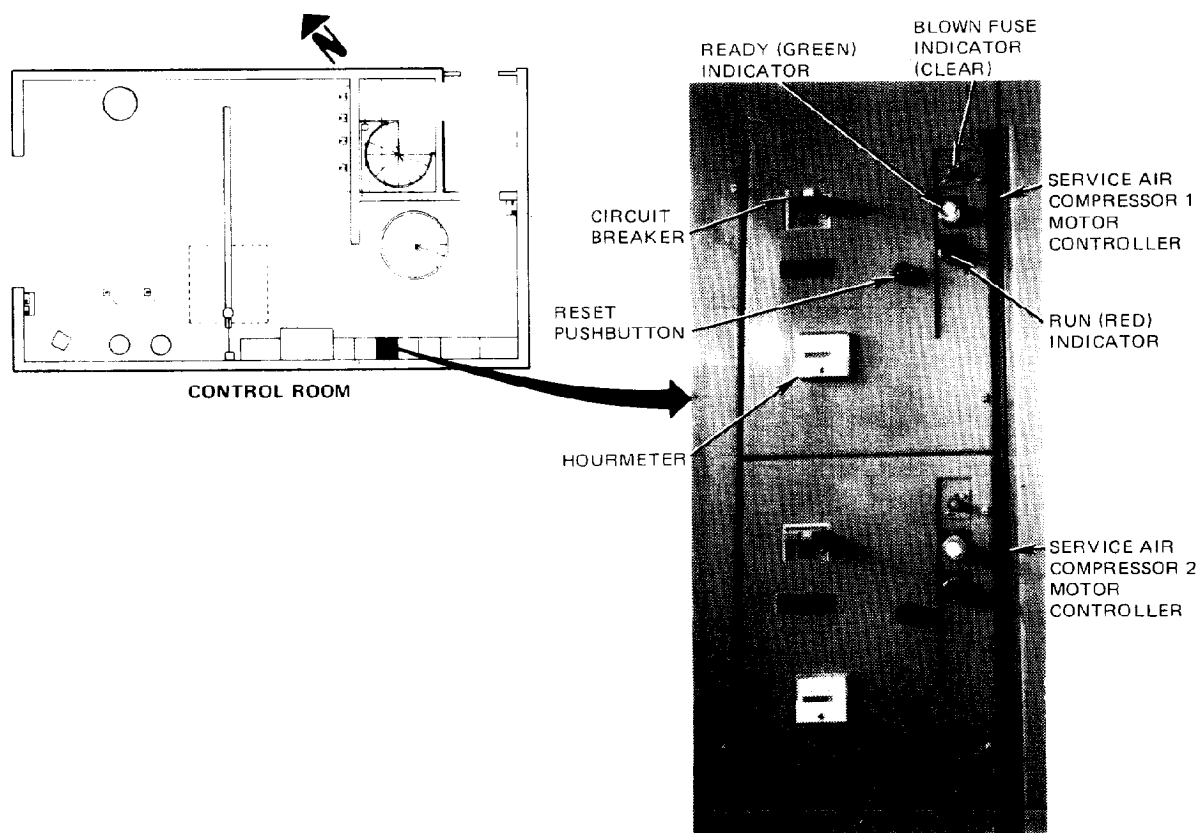 N
READY (GREEN)
INDICATOR
BLOWN FUSE
INDICATOR
(CLEAR)
CIRCUIT
BREAKER
SERVICE AIR
COMPRESSOR 1
MOTOR
CONTROLLER
RESET
PUSHBUTTON
RUN (RED)
INDICATOR
CONTROL ROOM
HOURMETER
SERVICE AIR
COMPRESSOR 2
MOTOR
CONTROLLER